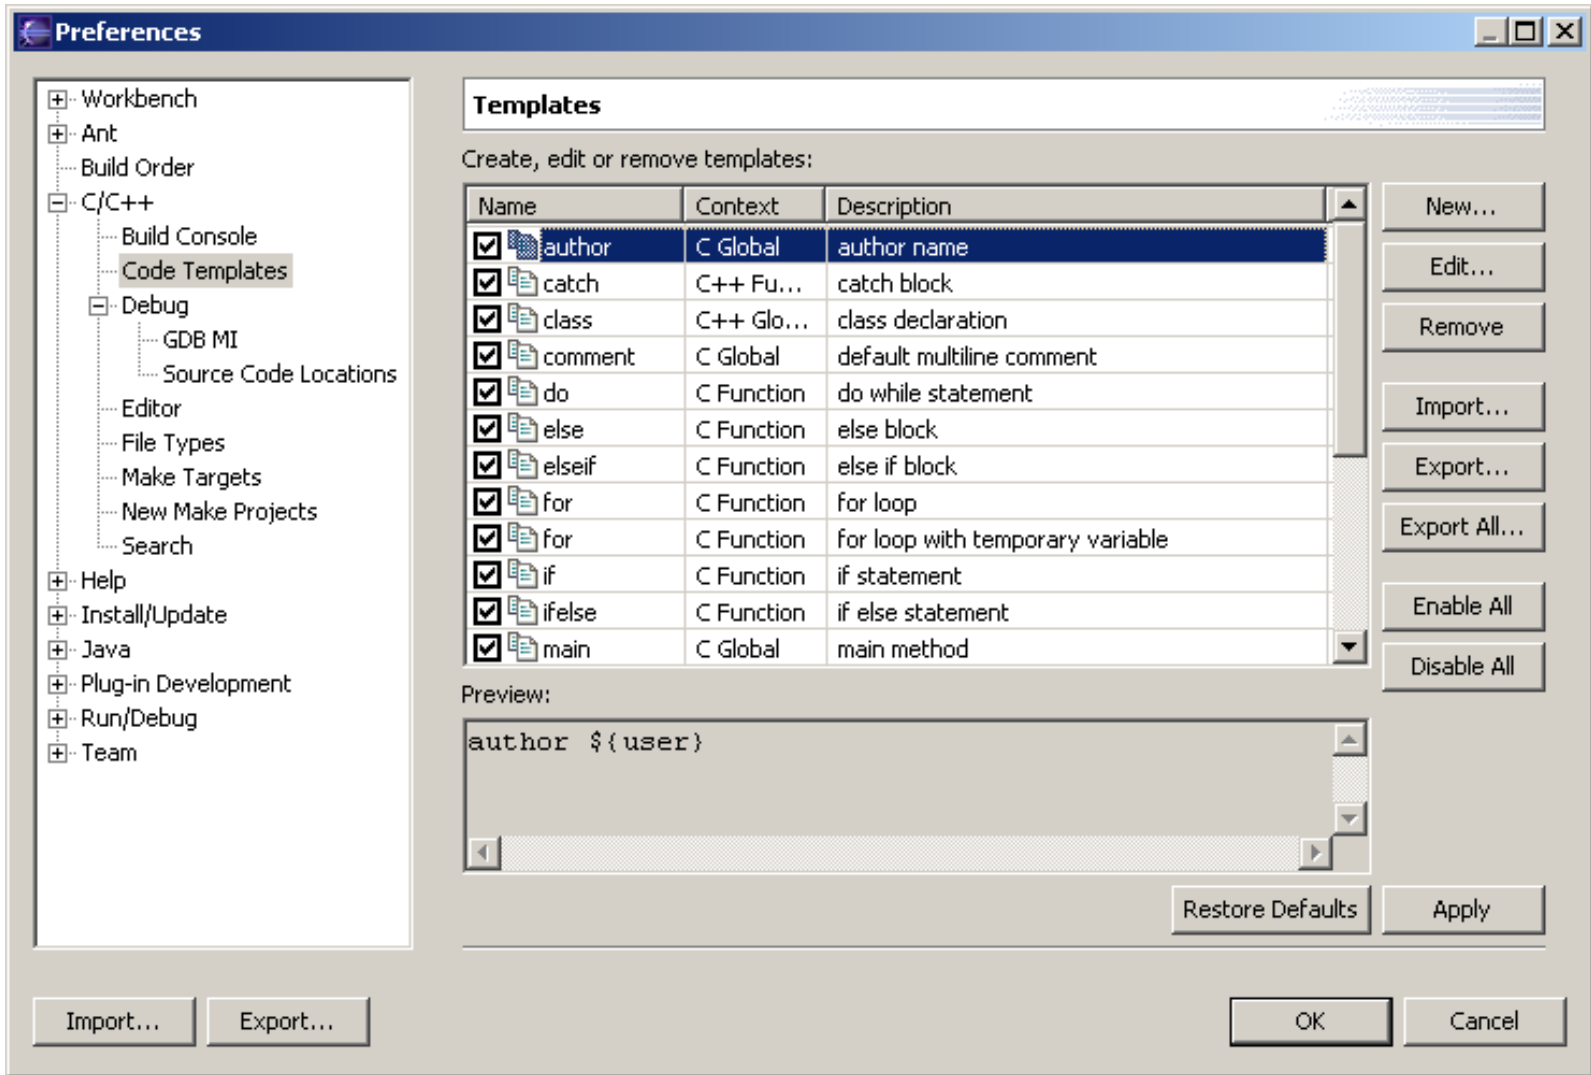 Preferences
Workbench
Ant
Build Order
C/C++
Build Console
Code Templates
Debug
GDB MI
Source Code Locations
Editor
File Types
Make Targets
New Make Projects
Search
Help
Install/Update
Java
Plug-in Development
Run/Debug
Team
Templates
Create, edit or remove templates:
Name Context Description
author C Global author name
catch C++ Fu... catch block
class C++ Glo... class declaration
comment C Global default multiline comment
do C Function do while statement
else C Function else block
elseif C Function else if block
for C Function for loop
for C Function for loop with temporary variable
if C Function if statement
ifelse C Function if else statement
main C Global main method
New...
Edit...
Remove
Import...
Export...
Export All...
Enable All
Disable All
Preview:
author ${user}
Restore Defaults Apply
Import... Export... OK Cancel